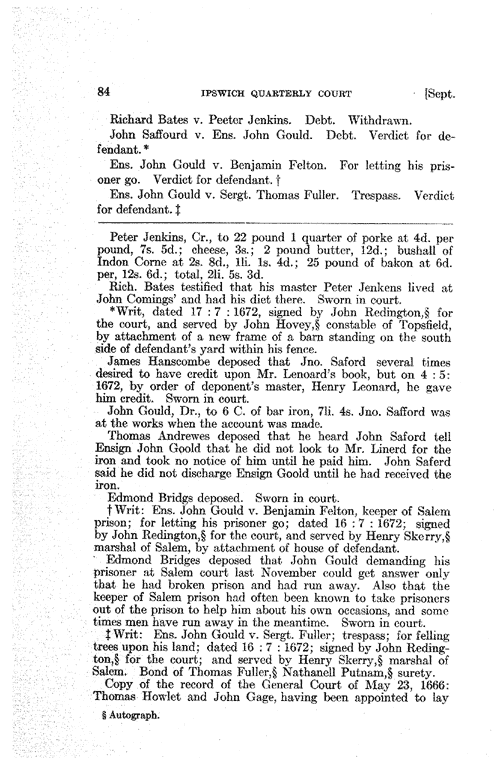 84 IPSWICH QUARTERLY COURT [Sept.
Richard Bates v. Peeter Jenkins. Debt. Withdrawn.
John Saffourd v. Ens. John Gould. Debt. Verdict for de-
fendant.*
Ens. John Gould v. Benjamin Felton. For letting his pris-
oner go. Verdict for defendant.†
Ens. John Gould v. Sergt. Thomas Fuller. Trespass. Verdict
for defendant.‡
Peter Jenkins, Cr., to 22 pound 1 quarter of porke at 4d. per
pound, 7s. 5d.; cheese, 3s.; 2 pound butter, 12d.; bushall of
Indon Corne at 2s. 8d., 1li. 1s. 4d.; 25 pound of bakon at 6d.
per, 12s. 6d.; total, 2li. 5s. 3d.
Rich. Bates testified that his master Peter Jenkens lived at
John Comings' and had his diet there. Sworn in court.
*Writ, dated 17 : 7 : 1672, signed by John Redington,§ for
the court, and served by John Hovey,§ constable of Topsfield,
by attachment of a new frame of a barn standing on the south
side of defendant's yard within his fence.
James Hanscombe deposed that Jno. Saford several times
desired to have credit upon Mr. Lenoard's book, but on 4 : 5:
1672, by order of deponent's master, Henry Leonard, he gave
him credit. Sworn in court.
John Gould, Dr., to 6 C. of bar iron, 7li. 4s. Jno. Safford was
at the works when the account was made.
Thomas Andrewes deposed that he heard John Saford tell
Ensign John Goold that he did not look to Mr. Linerd for the
iron and took no notice of him until he paid him. John Saferd
said he did not discharge Ensign Goold until he had received the
iron.
Edmond Bridgs deposed. Sworn in court.
†Writ: Ens. John Gould v. Benjamin Felton, keeper of Salem
prison; for letting his prisoner go; dated 16 : 7 : 1672; signed
by John Redington,§ for the court, and served by Henry Skerry,§
marshal of Salem, by attachment of house of defendant.
Edmond Bridges deposed that John Gould demanding his
prisoner at Salem court last November could get answer only
that he had broken prison and had run away. Also that the
keeper of Salem prison had often been known to take prisoners
out of the prison to help him about his own occasions, and some
times men have run away in the meantime. Sworn in court.
‡Writ: Ens. John Gould v. Sergt. Fuller; trespass; for felling
trees upon his land; dated 16 : 7 : 1672; signed by John Reding-
ton,§ for the court; and served by Henry Skerry,§ marshal of
Salem. Bond of Thomas Fuller,§ Nathanell Putnam,§ surety.
Copy of the record of the General Court of May 23, 1666:
Thomas Howlet and John Gage, having been appointed to lay
§ Autograph.